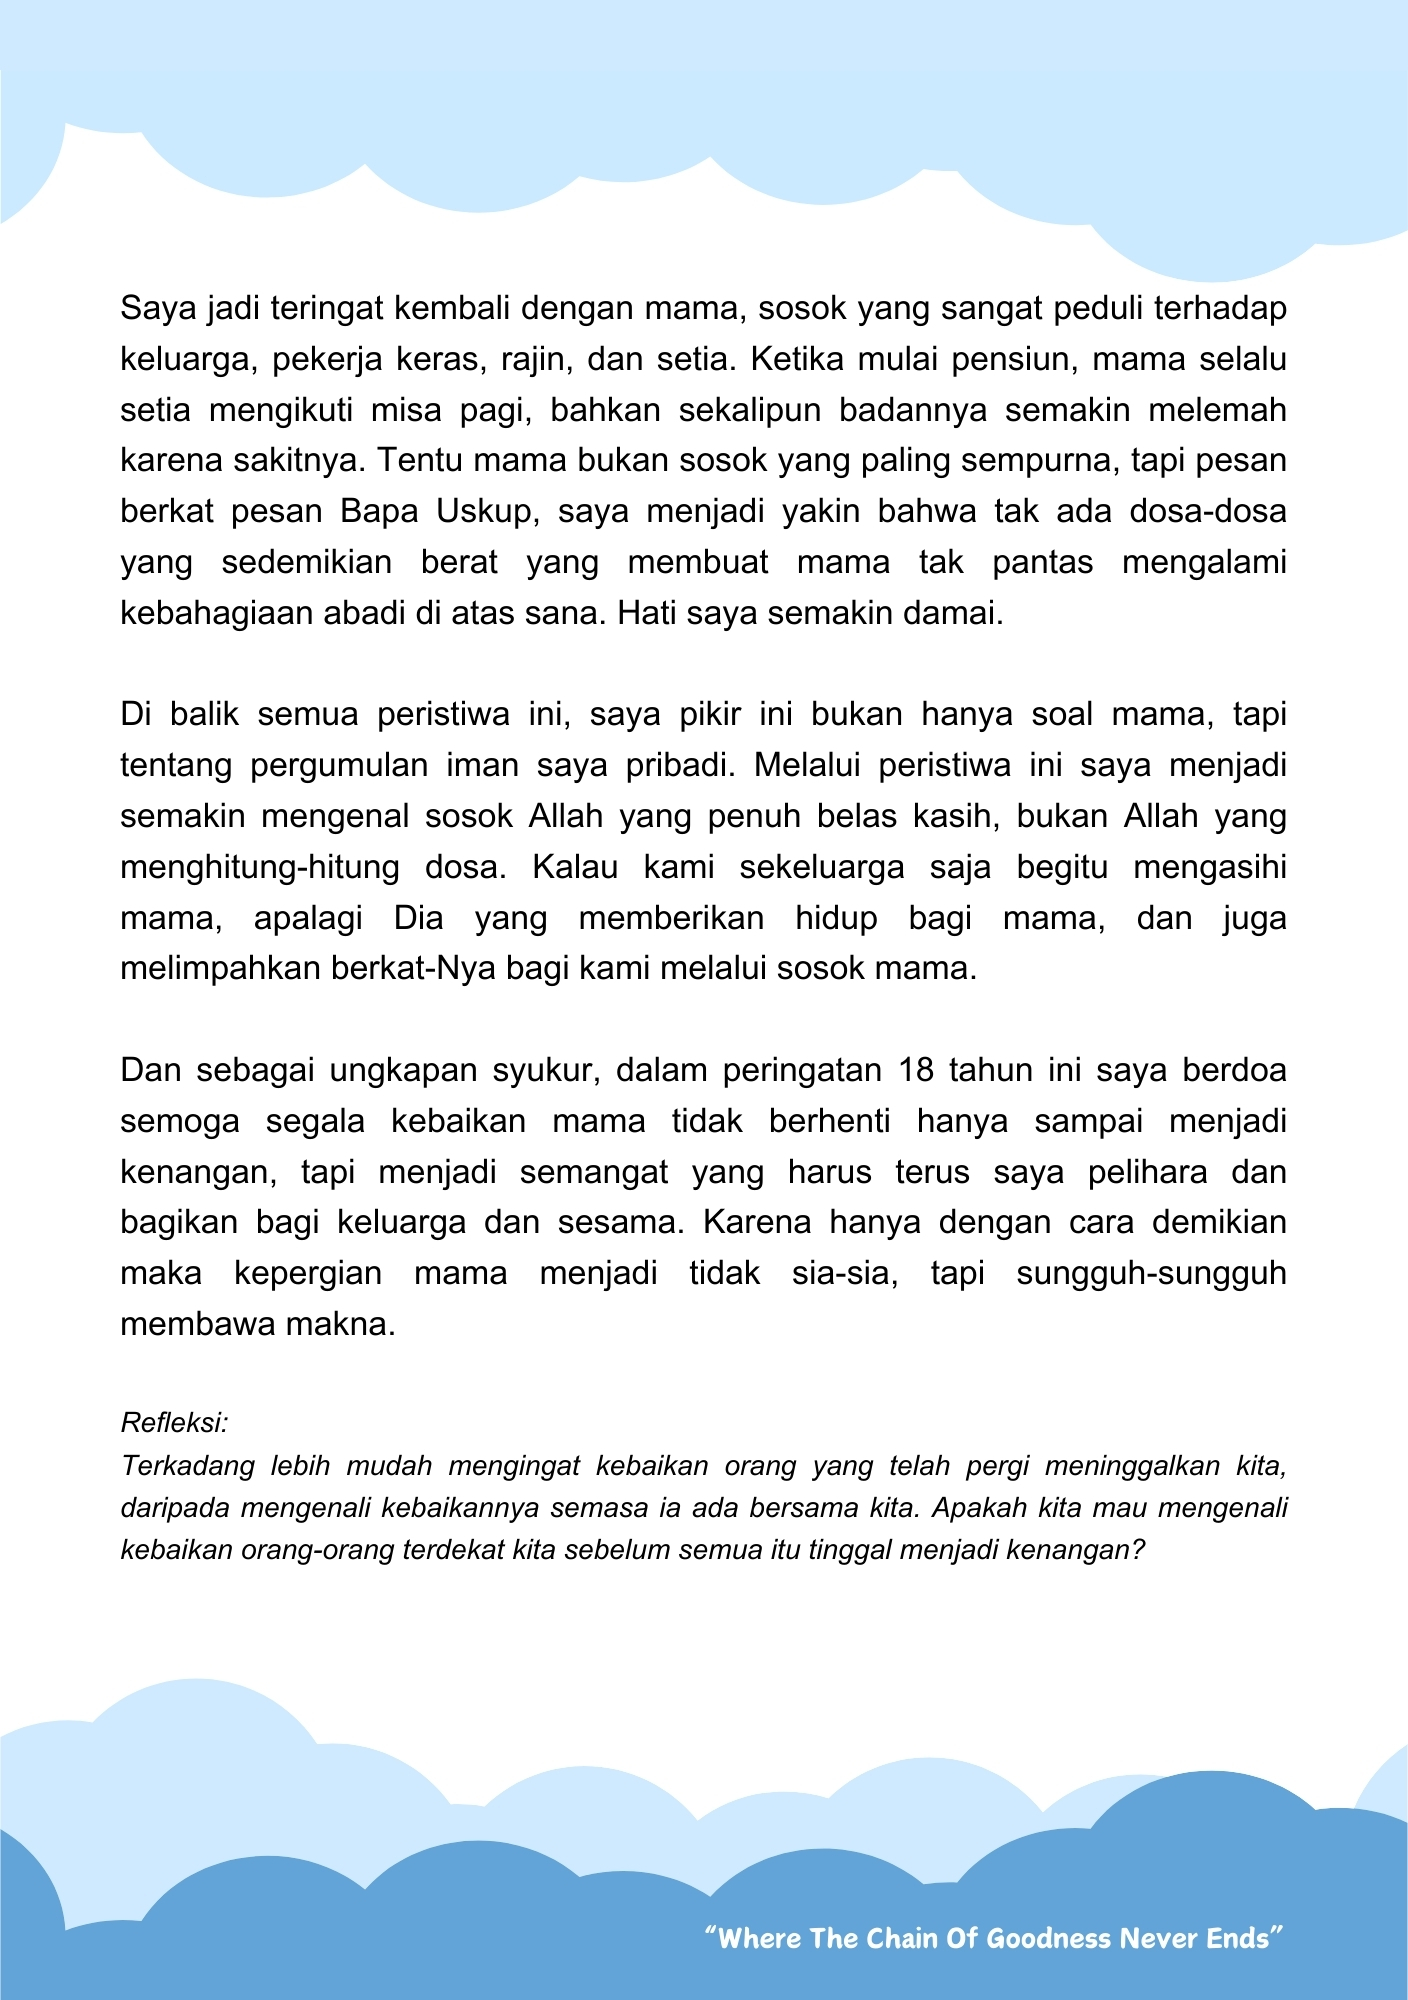 Saya jadi teringat kembali dengan mama, sosok yang sangat peduli terhadap
keluarga, pekerja keras, rajin, dan setia. Ketika mulai pensiun, mama selalu
setia mengikuti misa pagi, bahkan sekalipun badannya semakin melemah
karena sakitnya. Tentu mama bukan sosok yang paling sempurna, tapi pesan
berkat pesan Bapa Uskup, saya menjadi yakin bahwa tak ada dosa-dosa
yang sedemikian berat yang membuat mama tak pantas mengalami
kebahagiaan abadi di atas sana. Hati saya semakin damai.
Di balik semua peristiwa ini, saya pikir ini bukan hanya soal mama, tapi
tentang pergumulan iman saya pribadi. Melalui peristiwa ini saya menjadi
semakin mengenal sosok Allah yang penuh belas kasih, bukan Allah yang
menghitung-hitung dosa. Kalau kami sekeluarga saja begitu mengasihi
mama, apalagi Dia yang memberikan hidup bagi mama, dan juga
melimpahkan berkat-Nya bagi kami melalui sosok mama.
Dan sebagai ungkapan syukur, dalam peringatan 18 tahun ini saya berdoa
semoga segala kebaikan mama tidak berhenti hanya sampai menjadi
kenangan, tapi menjadi semangat yang harus terus saya pelihara dan
bagikan bagi keluarga dan sesama. Karena hanya dengan cara demikian
maka kepergian mama menjadi tidak sia-sia, tapi sungguh-sungguh
membawa makna.
Refleksi:
Terkadang lebih mudah mengingat kebaikan orang yang telah pergi meninggalkan kita,
daripada mengenali kebaikannya semasa ia ada bersama kita. Apakah kita mau mengenali
kebaikan orang-orang terdekat kita sebelum semua itu tinggal menjadi kenangan?
“Where The Chain Of Goodness Never Ends”